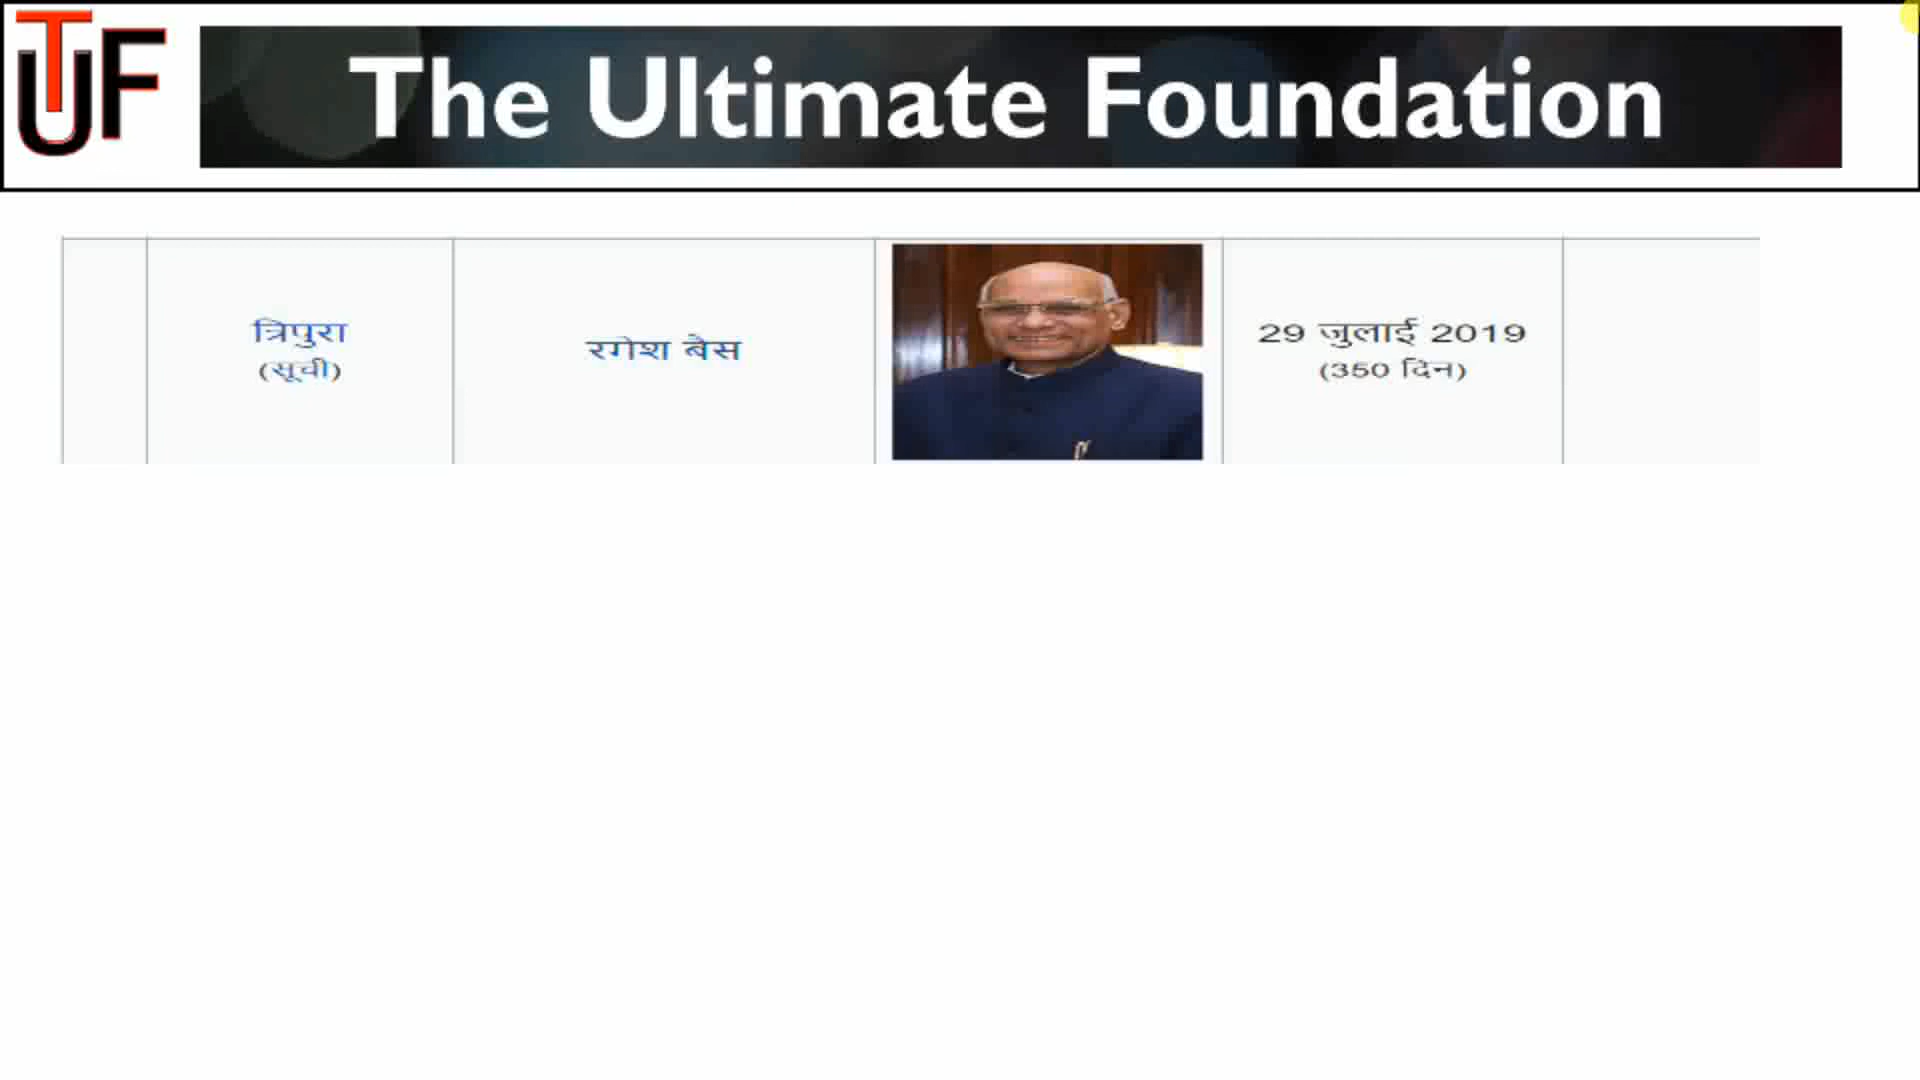 TUF
The Ultimate Foundation
त्रिपुरा
(सूची)
रमेश बैस
29 जुलाई 2019
(350 दिन)